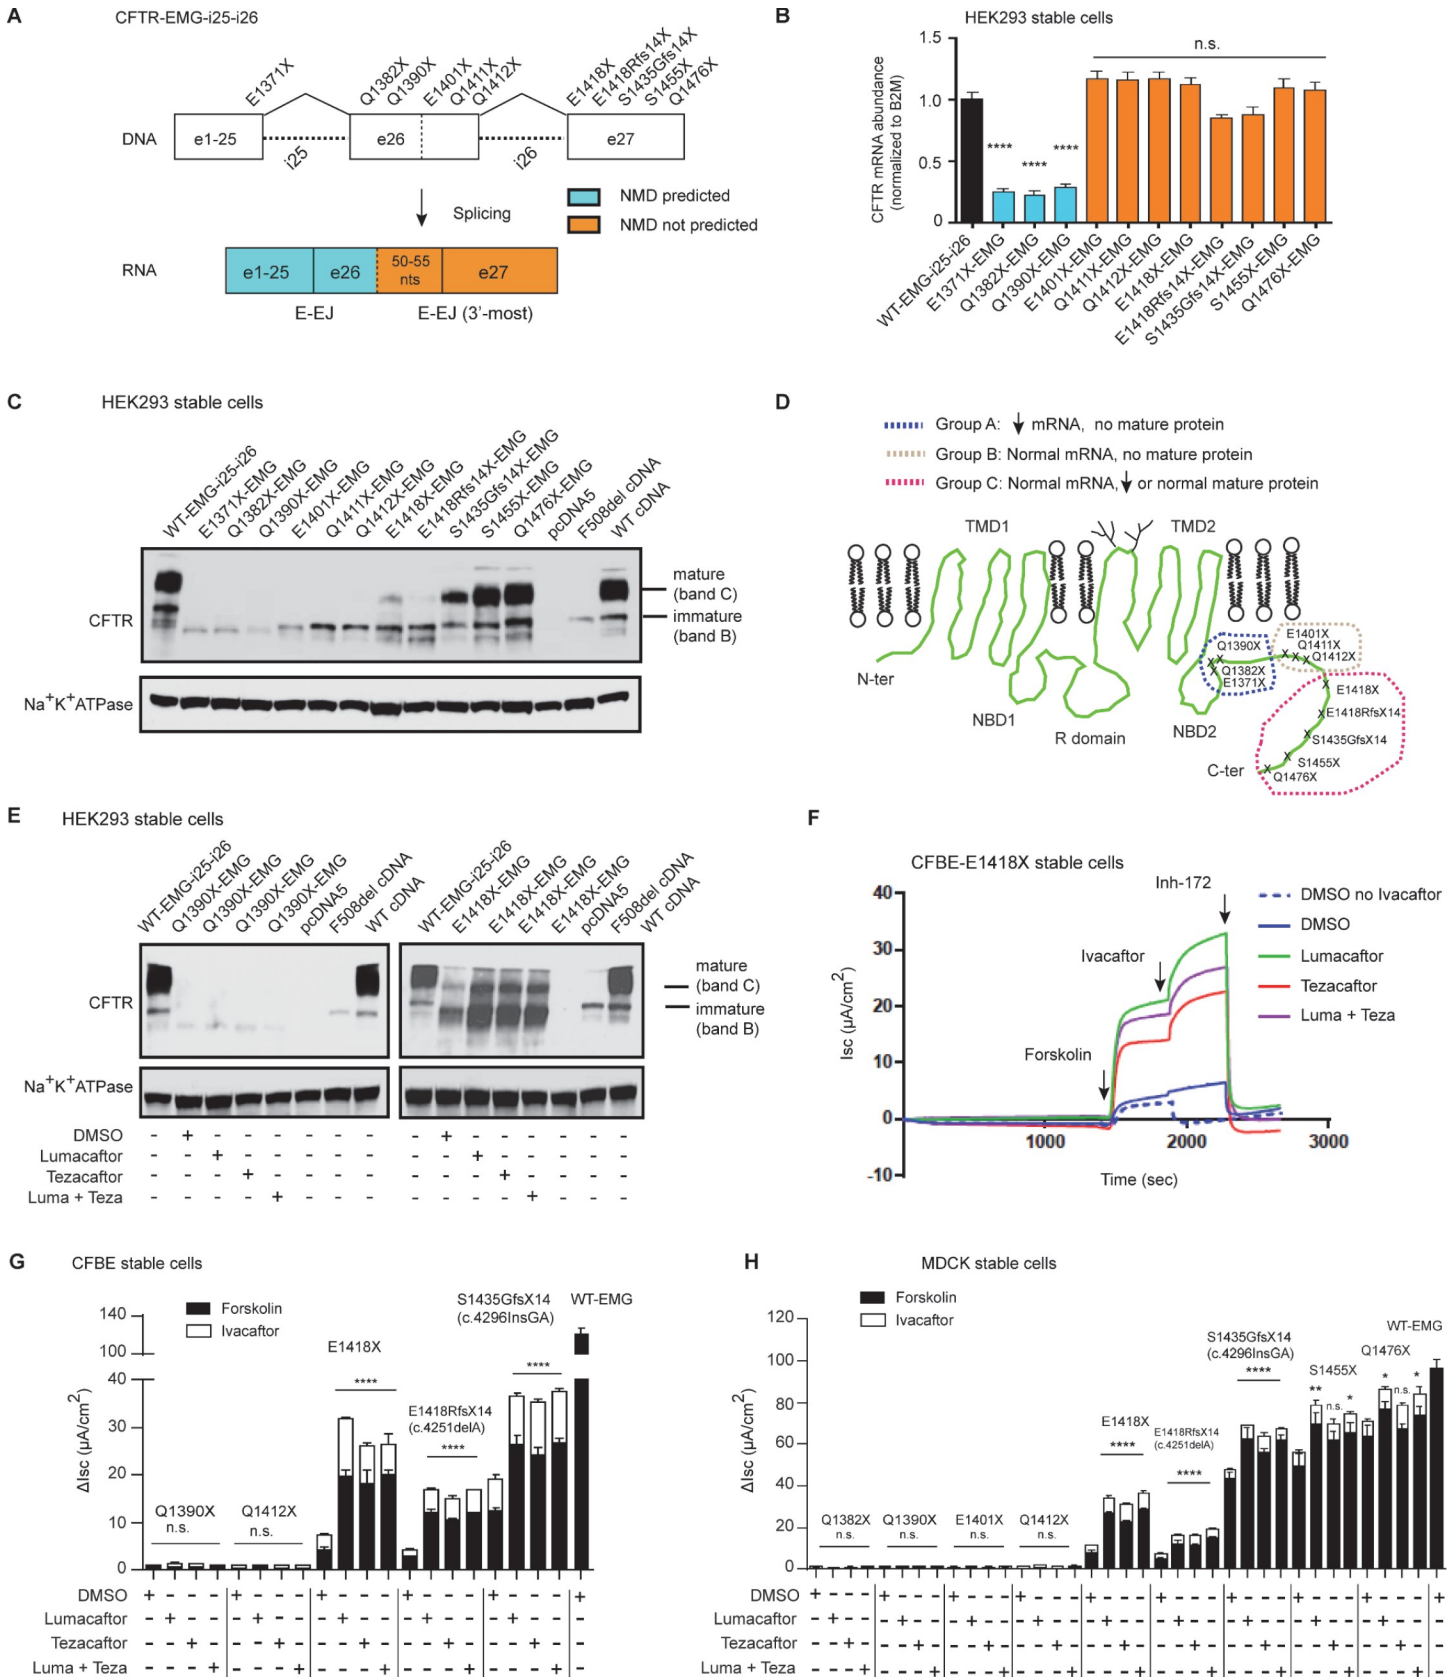 A
CFTR-EMG-i25-i26
E1371X
Q1382X
Q1390X
E1401X
Q1411X
Q1412X
E1418X
E1418Rfs14X
S1435Gfs14X
S1455X
Q1476X
DNA
e1-25
i25
e26
i26
e27
Splicing
NMD predicted
NMD not predicted
RNA
e1-25
e26
50-55
nts
e27
E-EJ
E-EJ (3'-most)
B
HEK293 stable cells
CFTR mRNA abundance
(normalized to B2M)
1.5
1.0
0.5
0
n.s.
****
****
****
WT-EMG-i25-i26
E1371X-EMG
Q1382X-EMG
Q1390X-EMG
E1401X-EMG
Q1411X-EMG
Q1412X-EMG
E1418X-EMG
E1418Rfs14X-EMG
S1435Gfs14X-EMG
S1455X-EMG
Q1476X-EMG
C
HEK293 stable cells
WT-EMG-i25-i26
E1371X-EMG
Q1382X-EMG
Q1390X-EMG
E1401X-EMG
Q1411X-EMG
Q1412X-EMG
E1418X-EMG
E1418Rfs14X-EMG
S1435Gfs14X-EMG
S1455X-EMG
Q1476X-EMG
pcDNA5
F508del cDNA
WT cDNA
CFTR
mature
(band C)
immature
(band B)
Na+K+ATPase
D
Group A: ↓ mRNA, no mature protein
Group B: Normal mRNA, no mature protein
Group C: Normal mRNA, ↓ or normal mature protein
TMD1
TMD2
N-ter
NBD1
R domain
NBD2
C-ter
Q1390X
Q1382X
E1371X
E1401X
Q1411X
Q1412X
E1418X
E1418RfsX14
S1435GfsX14
S1455X
Q1476X
E
HEK293 stable cells
WT-EMG-i25-i26
Q1390X-EMG
Q1390X-EMG
Q1390X-EMG
Q1390X-EMG
pcDNA5
F508del cDNA
WT cDNA
WT-EMG-i25-i26
E1418X-EMG
E1418X-EMG
E1418X-EMG
E1418X-EMG
pcDNA5
F508del cDNA
WT cDNA
CFTR
mature
(band C)
immature
(band B)
Na+K+ATPase
DMSO - + - - - - - - - + - - - - - -
Lumacaftor - - + - - - - - - - + - - - - -
Tezacaftor - - - + - - - - - - - + - - - -
Luma + Teza - - - - + - - - - - - - + - - -
F
CFBE-E1418X stable cells
Isc (µA/cm2)
40
30
20
10
0
-10
1000
2000
3000
Time (sec)
Forskolin
Ivacaftor
Inh-172
DMSO no Ivacaftor
DMSO
Lumacaftor
Tezacaftor
Luma + Teza
G
CFBE stable cells
Forskolin
Ivacaftor
ΔIsc (µA/cm2)
140
100
40
30
20
10
0
Q1390X
n.s.
Q1412X
n.s.
E1418X
****
E1418RfsX14
(c.4251delA)
****
S1435GfsX14
(c.4296InsGA)
****
WT-EMG
DMSO + - - - + - - - + - - - + - - - + - - - +
Lumacaftor - + - - - + - - - + - - - + - - - + - - -
Tezacaftor - - + - - - + - - - + - - - + - - - + - -
Luma + Teza - - - + - - - + - - - + - - - + - - - + -
H
MDCK stable cells
Forskolin
Ivacaftor
ΔIsc (µA/cm2)
120
100
80
60
40
20
0
Q1382X
n.s.
Q1390X
n.s.
E1401X
n.s.
Q1412X
n.s.
E1418X
****
E1418RfsX14
(c.4251delA)
****
S1435GfsX14
(c.4296InsGA)
****
S1455X
** n.s. *
Q1476X
* n.s. *
WT-EMG
DMSO + - - - + - - - + - - - + - - - + - - - + - - - + - - - + - - - + - - - +
Lumacaftor - + - - - + - - - + - - - + - - - + - - - + - - - + - - - + - - - + - - -
Tezacaftor - - + - - - + - - - + - - - + - - - + - - - + - - - + - - - + - - - + - -
Luma + Teza - - - + - - - + - - - + - - - + - - - + - - - + - - - + - - - + - - - + -